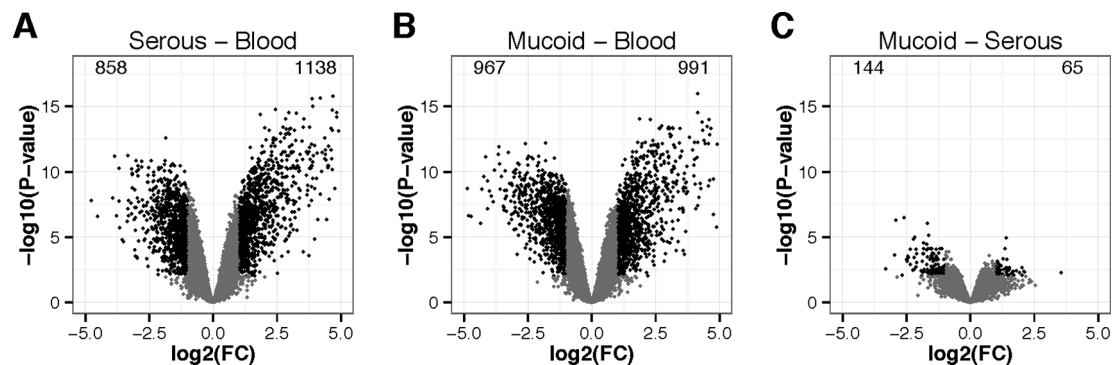 A
Serous – Blood
858 1138
15
10
5
0
−log10(P−value)
−5.0 −2.5 0.0 2.5 5.0
log2(FC)
B
Mucoid – Blood
967 991
15
10
5
0
−log10(P−value)
−5.0 −2.5 0.0 2.5 5.0
log2(FC)
C
Mucoid – Serous
144 65
15
10
5
0
−log10(P−value)
−5.0 −2.5 0.0 2.5 5.0
log2(FC)